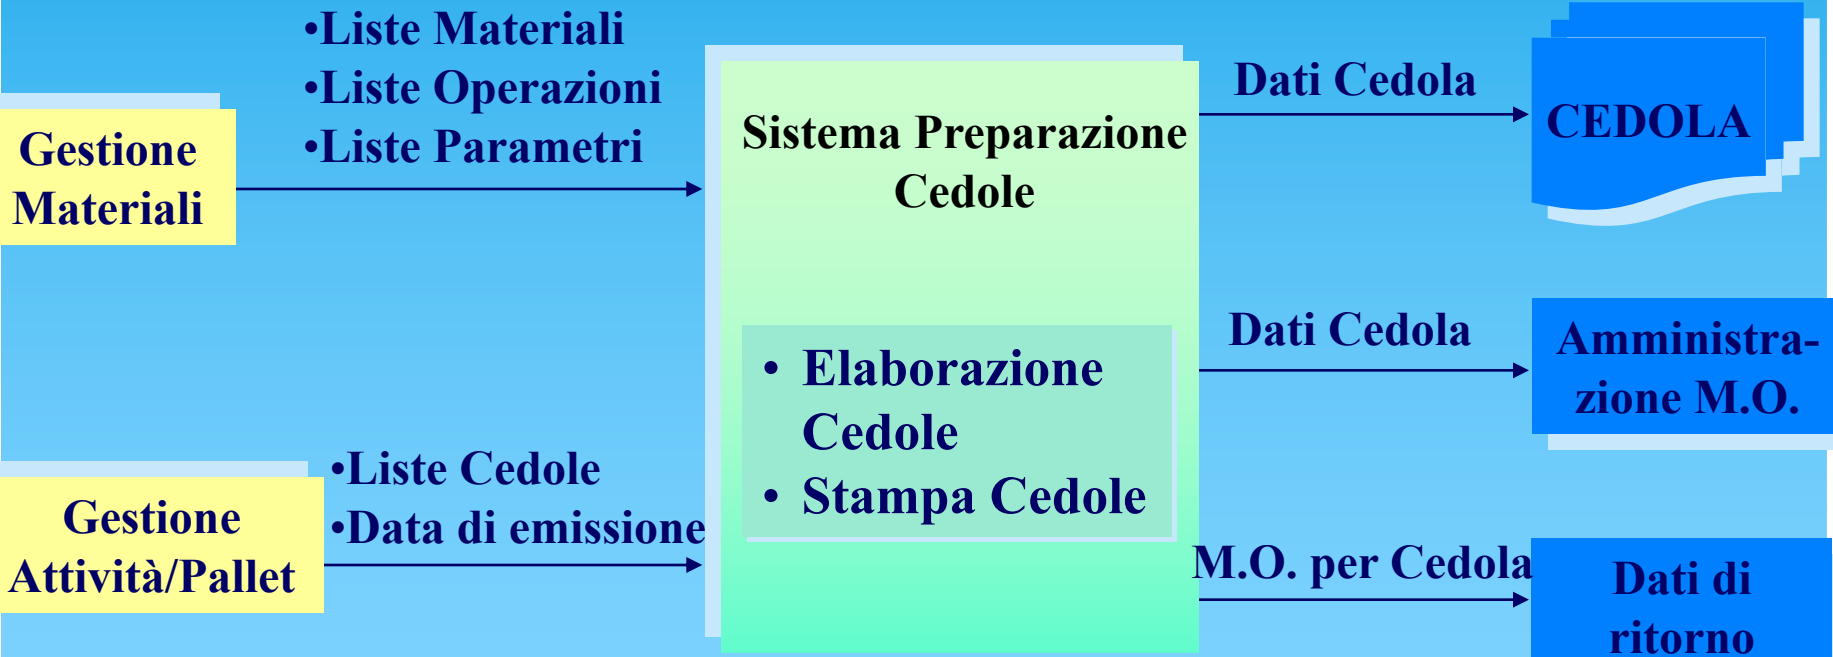 •Liste Materiali
•Liste Operazioni
•Liste Parametri
Gestione
Materiali
Sistema Preparazione
Cedole
Dati Cedola
CEDOLA
• Elaborazione
Cedole
• Stampa Cedole
Dati Cedola
Amministra-
zione M.O.
•Liste Cedole
•Data di emissione
Gestione
Attività/Pallet
M.O. per Cedola
Dati di
ritorno